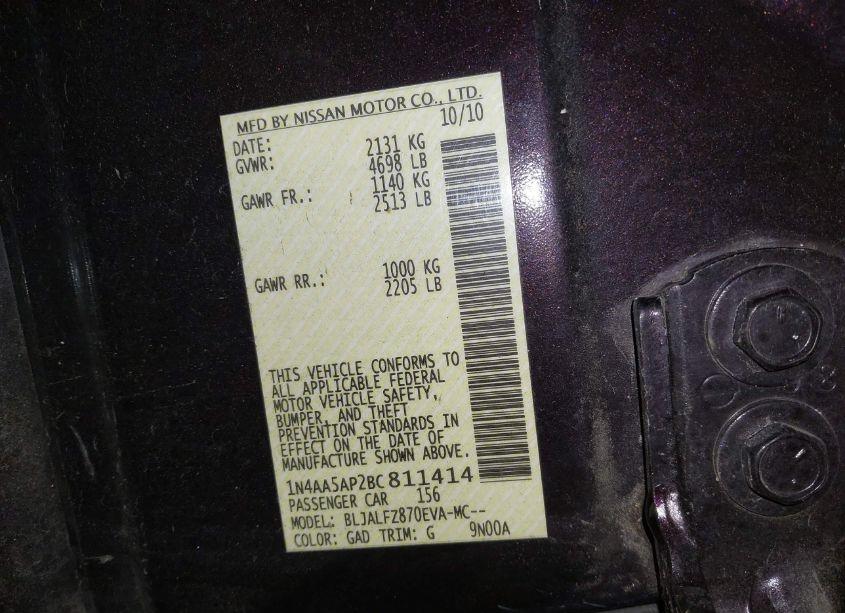 MFD BY NISSAN MOTOR CO., LTD.
DATE: 10/10
GVWR: 2131 KG
4698 LB
GAWR FR.: 1140 KG
2513 LB
GAWR RR.: 1000 KG
2205 LB
THIS VEHICLE CONFORMS TO
ALL APPLICABLE FEDERAL
MOTOR VEHICLE SAFETY,
BUMPER, AND THEFT
PREVENTION STANDARDS IN
EFFECT ON THE DATE OF
MANUFACTURE SHOWN ABOVE.
1N4AA5AP2BC811414
PASSENGER CAR 156
MODEL: BLJALFZ870EVA-MC--
COLOR: GAD TRIM: G 9N00A
8